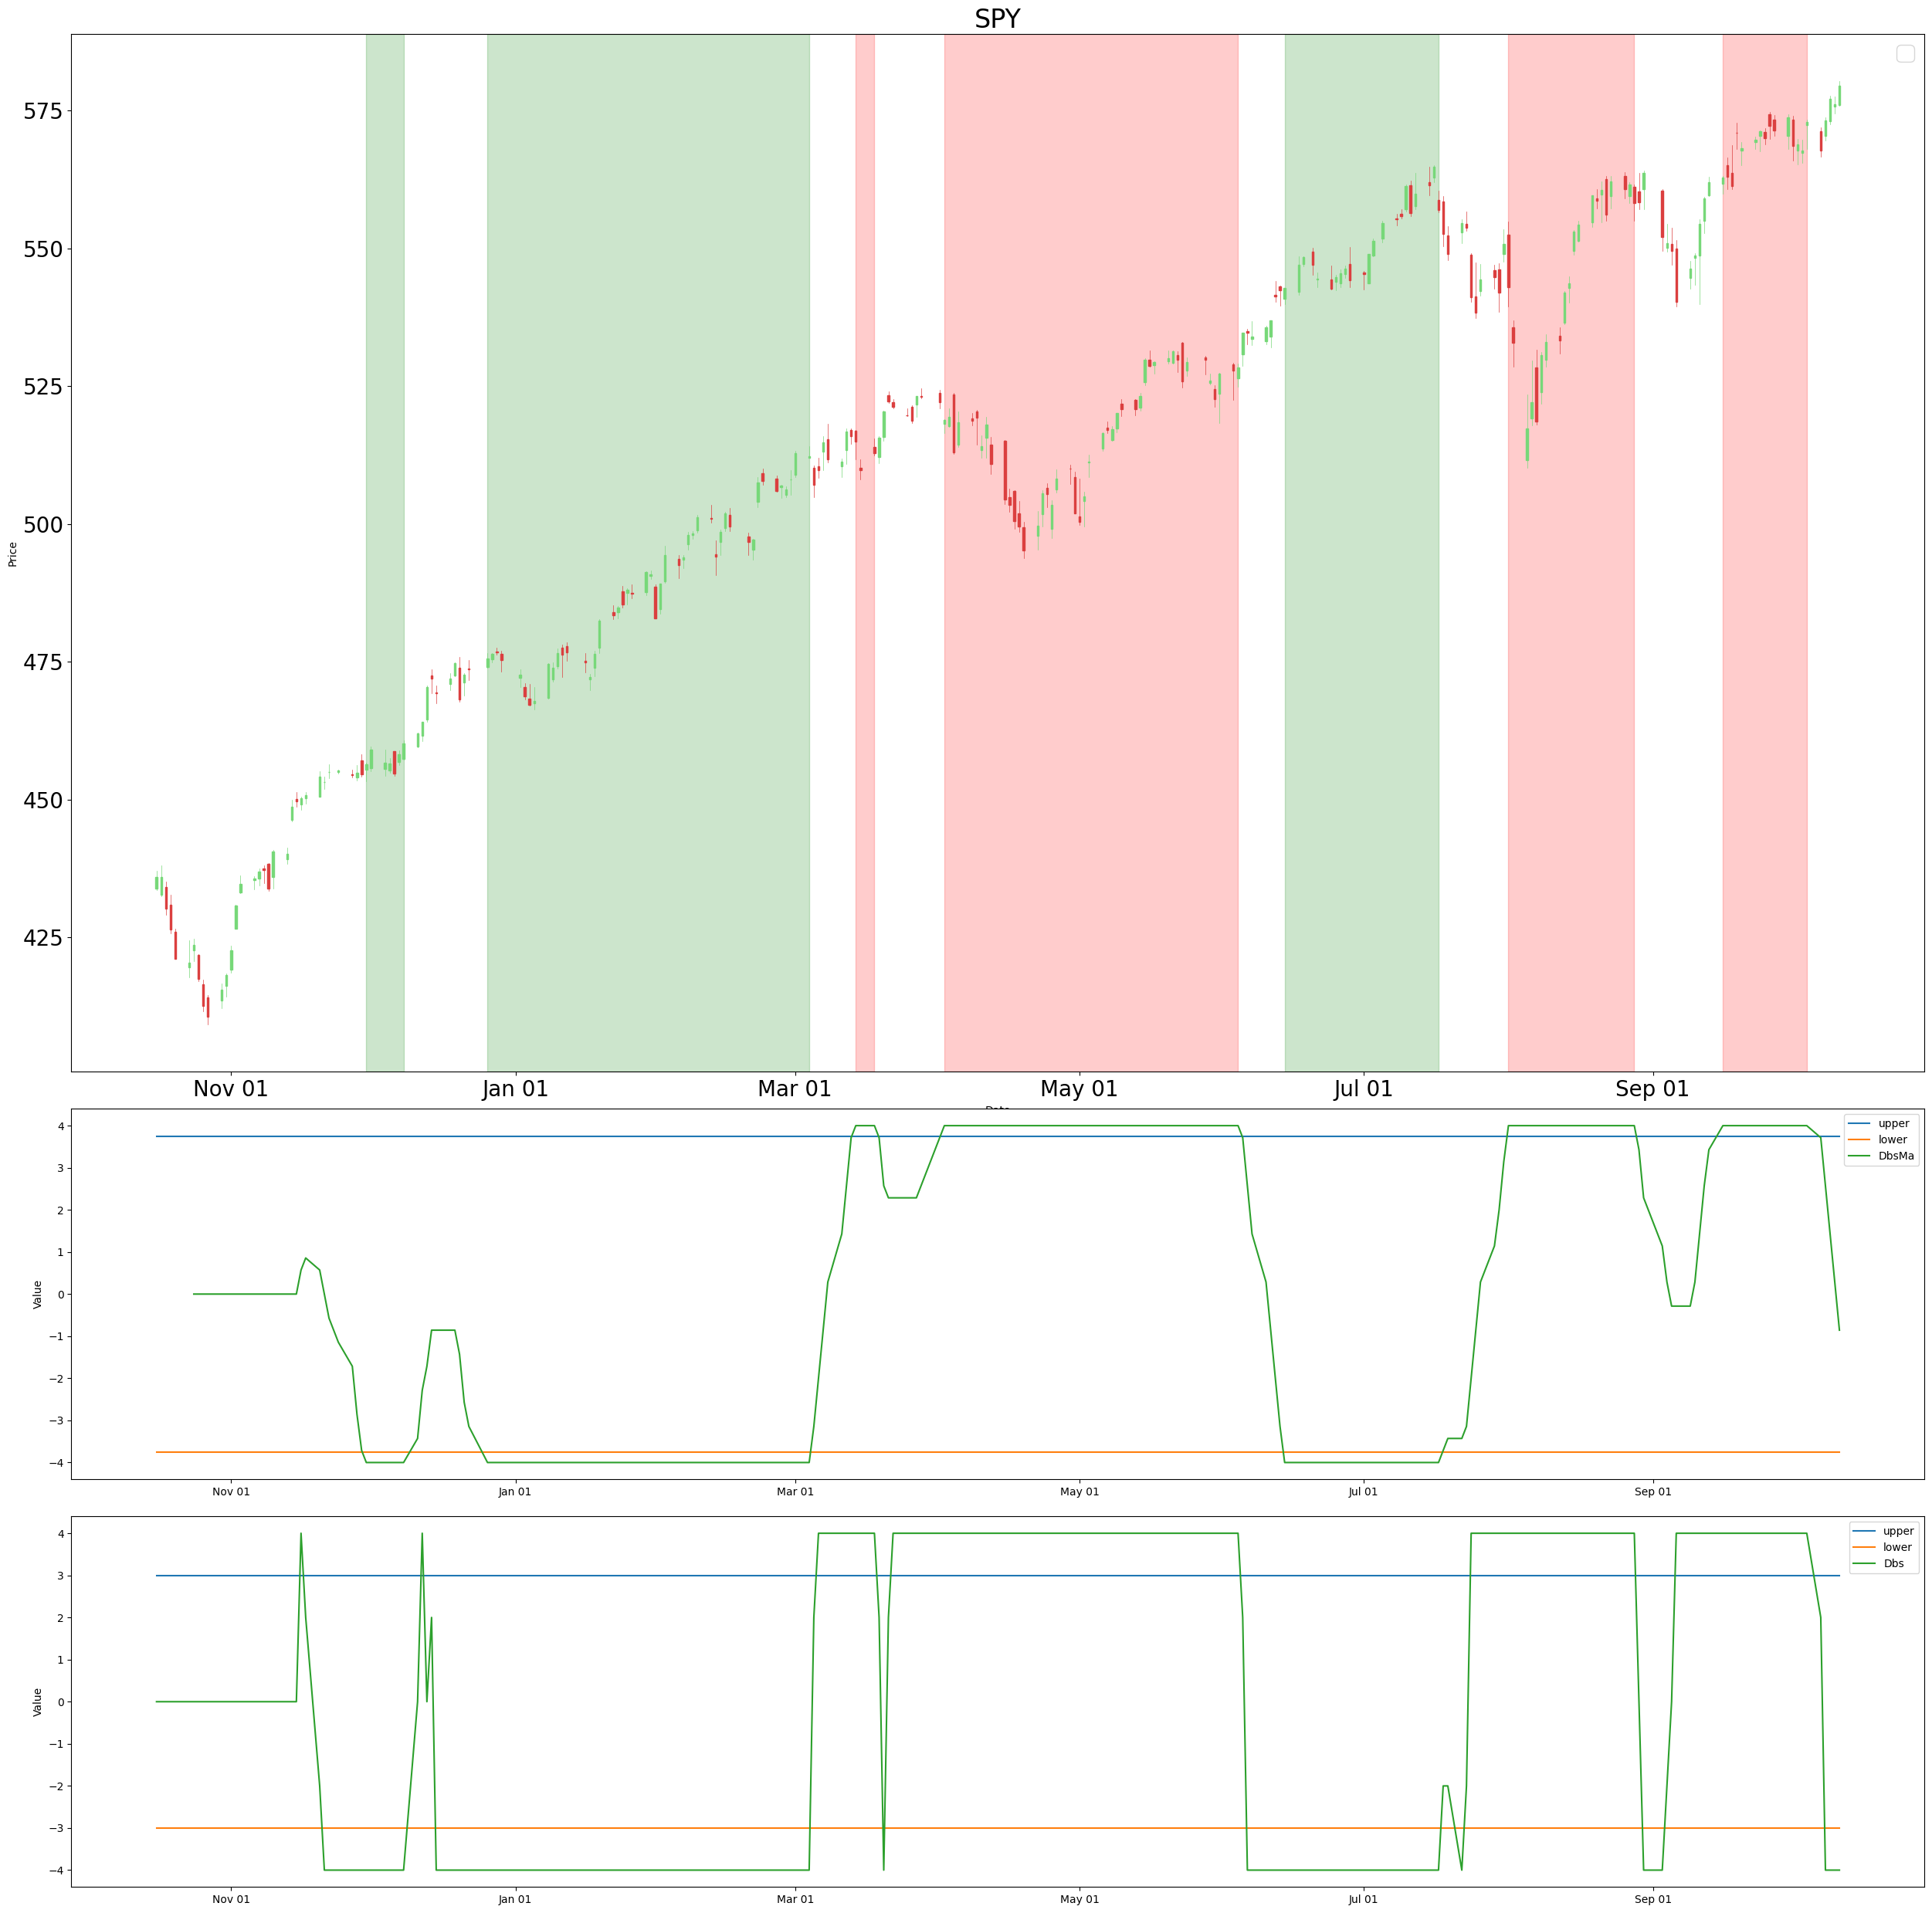 SPY
575
550
525
500
475
450
425
Price
Nov 01
Jan 01
Mar 01
May 01
Jul 01
Sep 01
4
3
2
1
0
−1
−2
−3
−4
Value
upper
lower
DbsMa
Nov 01
Jan 01
Mar 01
May 01
Jul 01
Sep 01
4
3
2
1
0
−1
−2
−3
−4
Value
upper
lower
Dbs
Nov 01
Jan 01
Mar 01
May 01
Jul 01
Sep 01